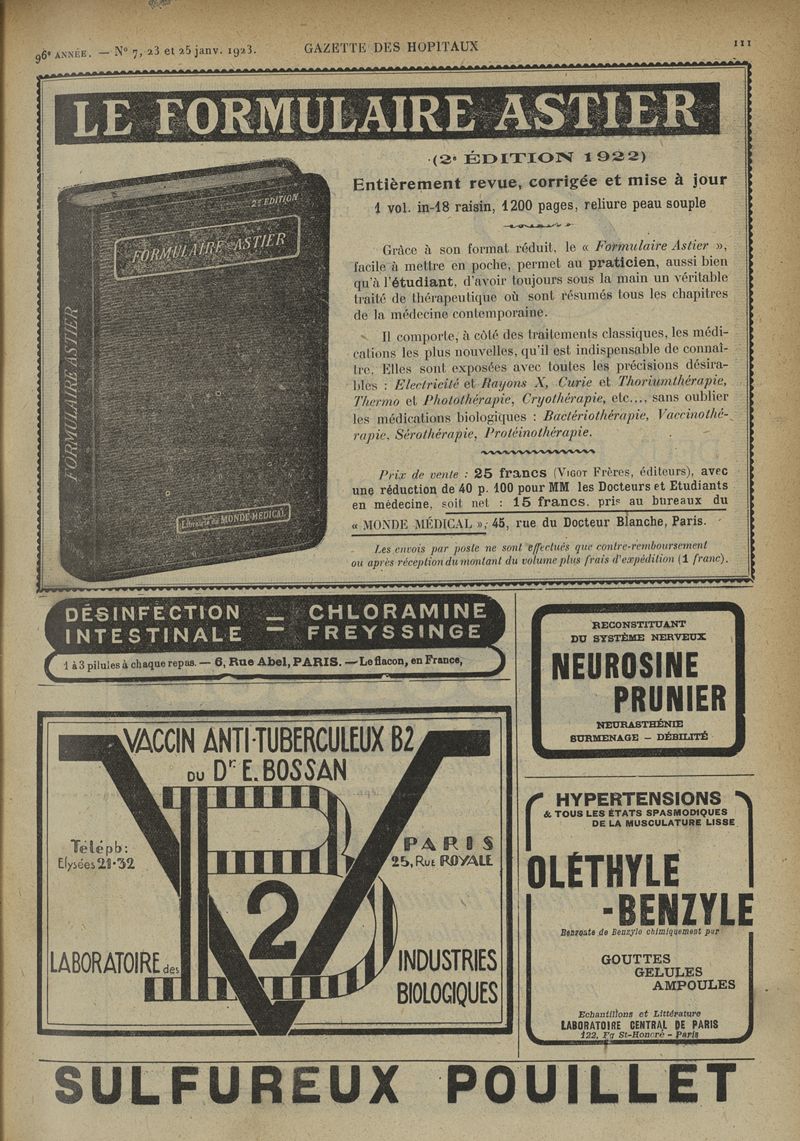 96e ANNÉE. — No 7, 23 et 25 janv. 1923.
GAZETTE DES HOPITAUX
III
LE FORMULAIRE ASTIER
(2e ÉDITION 1922)
Entièrement revue, corrigée et mise à jour
1 vol. in-18 raisin, 1200 pages, reliure peau souple
2e EDITION
FORMULAIRE ASTIER
FORMULAIRE ASTIER
Librairie du MONDE MEDICAL
Grâce à son format réduit, le « Formulaire Astier »,
facile à mettre en poche, permet au praticien, aussi bien
qu'à l'étudiant, d'avoir toujours sous la main un véritable
traité de thérapeutique où sont résumés tous les chapitres
de la médecine contemporaine.
Il comporte, à côté des traitements classiques, les médi-
cations les plus nouvelles, qu'il est indispensable de connaî-
tre. Elles sont exposées avec toutes les précisions désira-
bles : Electricité et Rayons X, Curie et Thoriumthérapie,
Thermo et Photothérapie, Cryothérapie, etc..., sans oublier
les médications biologiques : Bactériothérapie, Vaccinothé-
rapie, Sérothérapie, Protéinothérapie.
Prix de vente : 25 francs (VIGOT Frères, éditeurs), avec
une réduction de 40 p. 100 pour MM les Docteurs et Etudiants
en médecine, soit net : 15 francs, pris au bureaux du
« MONDE MÉDICAL », 45, rue du Docteur Blanche, Paris.
Les envois par poste ne sont effectués que contre-remboursement
ou après réception du montant du volume plus frais d'expédition (1 franc).
DÉSINFECTION = CHLORAMINE
INTESTINALE FREYSSINGE
1 à 3 pilules à chaque repas. — 6, Rue Abel, PARIS. — Le flacon, en France,
RECONSTITUANT
DU SYSTÈME NERVEUX
NEUROSINE
PRUNIER
NEURASTHÉNIE
SURMENAGE – DÉBILITÉ
VACCIN ANTI-TUBERCULEUX B2
DU Dr E. BOSSAN
B
2
Téléph:
Elysées 21-32
PARIS
25, Rue ROYALE
LABORATOIRE des
INDUSTRIES
BIOLOGIQUES
HYPERTENSIONS
& TOUS LES ÉTATS SPASMODIQUES
DE LA MUSCULATURE LISSE
OLÉTHYLE
-BENZYLE
Benzoate de Benzyle chimiquement pur
GOUTTES
GELULES
AMPOULES
Echantillons et Littérature
LABORATOIRE CENTRAL DE PARIS
122, Fg St-Honoré - Paris
SULFUREUX POUILLET